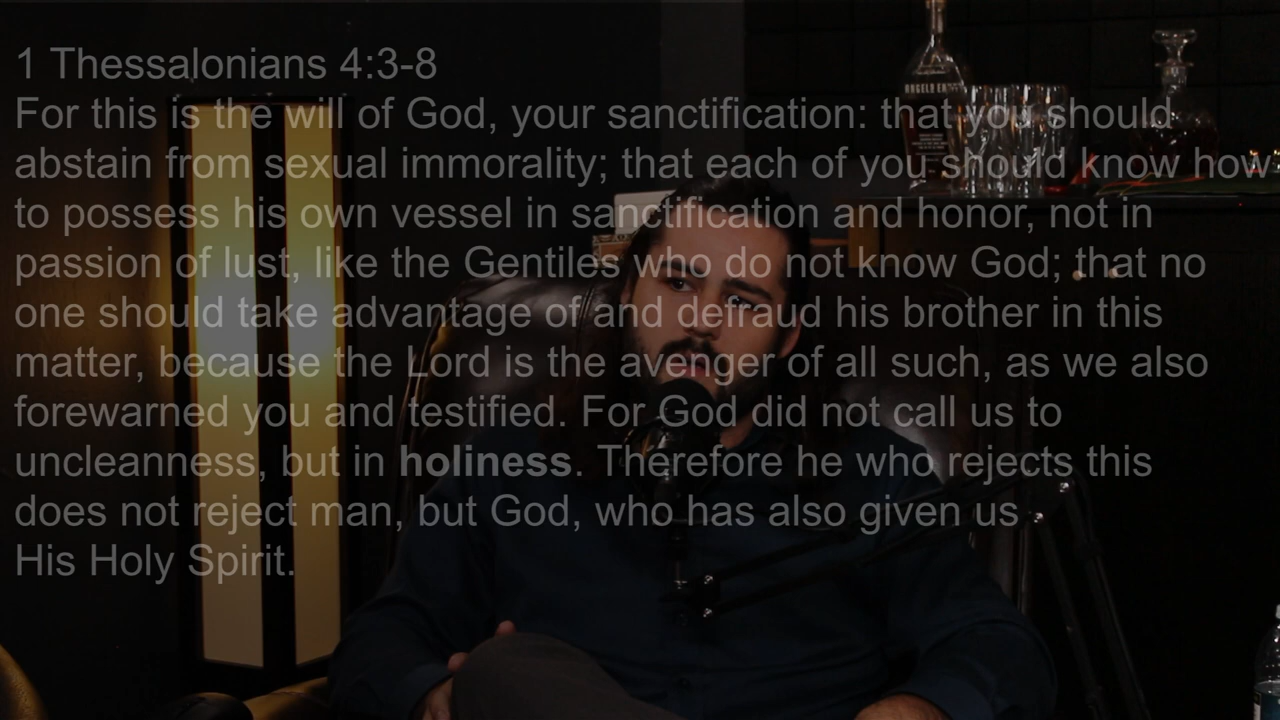 1 Thessalonians 4:3-8
For this is the will of God, your sanctification: that you should
abstain from sexual immorality; that each of you should know how
to possess his own vessel in sanctification and honor, not in
passion of lust, like the Gentiles who do not know God; that no
one should take advantage of and defraud his brother in this
matter, because the Lord is the avenger of all such, as we also
forewarned you and testified. For God did not call us to
uncleanness, but in holiness. Therefore he who rejects this
does not reject man, but God, who has also given us
His Holy Spirit.